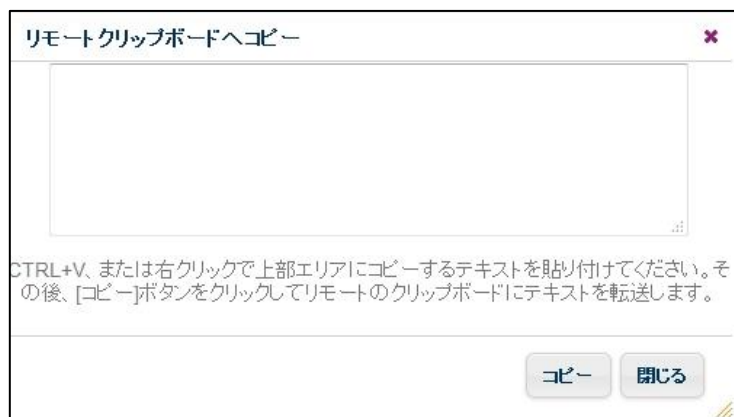 リモートクリップボードへコピー
CTRL+V、または右クリックで上部エリアにコピーするテキストを貼り付けてください。そ
の後、[コピー]ボタンをクリックしてリモートのクリップボードにテキストを転送します。
コピー 閉じる